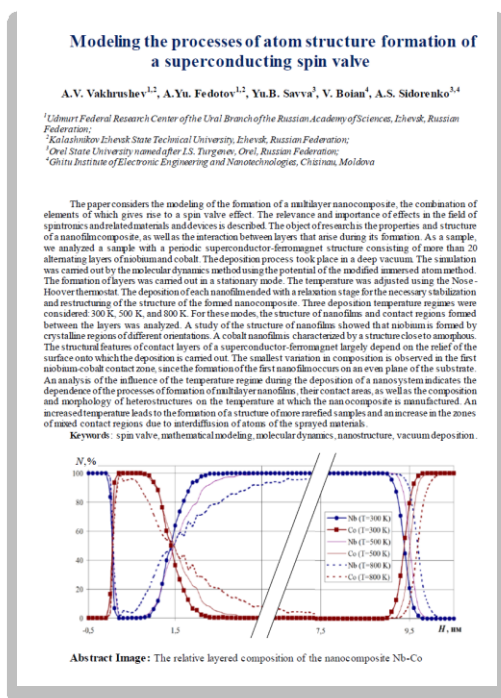 Modeling the processes of atom structure formation of
a superconducting spin valve
A.V. Vakhrushev1,2, A.Yu. Fedotov1,2, Yu.B. Savva3, V. Boian4, A.S. Sidorenko3,4
1Udmurt Federal Research Center of the Ural Branch of the Russian Academy of Sciences, Izhevsk, Russian
Federation;
2Kalashnikov Izhevsk State Technical University, Izhevsk, Russian Federation;
3Orel State University named after I.S. Turgenev, Orel, Russian Federation;
4Ghitu Institute of Electronic Engineering and Nanotechnologies, Chisinau, Moldova
The paper considers the modeling of the formation of a multilayer nanocomposite, the combination of
elements of which gives rise to a spin valve effect. The relevance and importance of effects in the field of
spintronics and related materials and devices is described. The object of research is the properties and structure
of a nanofilm composite, as well as the interaction between layers that arise during its formation. As a sample,
we analyzed a sample with a periodic superconductor-ferromagnet structure consisting of more than 20
alternating layers of niobium and cobalt. The deposition process took place in a deep vacuum. The simulation
was carried out by the molecular dynamics method using the potential of the modified immersed atom method.
The formation of layers was carried out in a stationary mode. The temperature was adjusted using the Nose-
Hoover thermostat. The deposition of each nanofilm ended with a relaxation stage for the necessary stabilization
and restructuring of the structure of the formed nanocomposite. Three deposition temperature regimes were
considered: 300 K, 500 K, and 800 K. For these modes, the structure of nanofilms and contact regions formed
between the layers was analyzed. A study of the structure of nanofilms showed that niobium is formed by
crystalline regions of different orientations. A cobalt nanofilm is characterized by a structure close to amorphous.
The structural features of contact layers of a superconductor-ferromagnet largely depend on the relief of the
surface onto which the deposition is carried out. The smallest variation in composition is observed in the first
niobium-cobalt contact zone, since the formation of the first nanofilm occurs on an even plane of the substrate.
An analysis of the influence of the temperature regime during the deposition of a nanosystem indicates the
dependence of the processes of formation of multilayer nanofilms, their contact areas, as well as the composition
and morphology of heterostructures on the temperature at which the nanocomposite is manufactured. An
increased temperature leads to the formation of a structure of more rarefied samples and an increase in the zones
of mixed contact regions due to interdiffusion of atoms of the sprayed materials.
Keywords: spin valve, mathematical modeling, molecular dynamics, nanostructure, vacuum deposition.
N,%
100
80
60
40
20
0
-0,5
1,5
7,5
9,5
H, нм
Nb (T=300 K)
Co (T=300 K)
Nb (T=500 K)
Co (T=500 K)
Nb (T=800 K)
Co (T=800 K)
Abstract Image: The relative layered composition of the nanocomposite Nb-Co